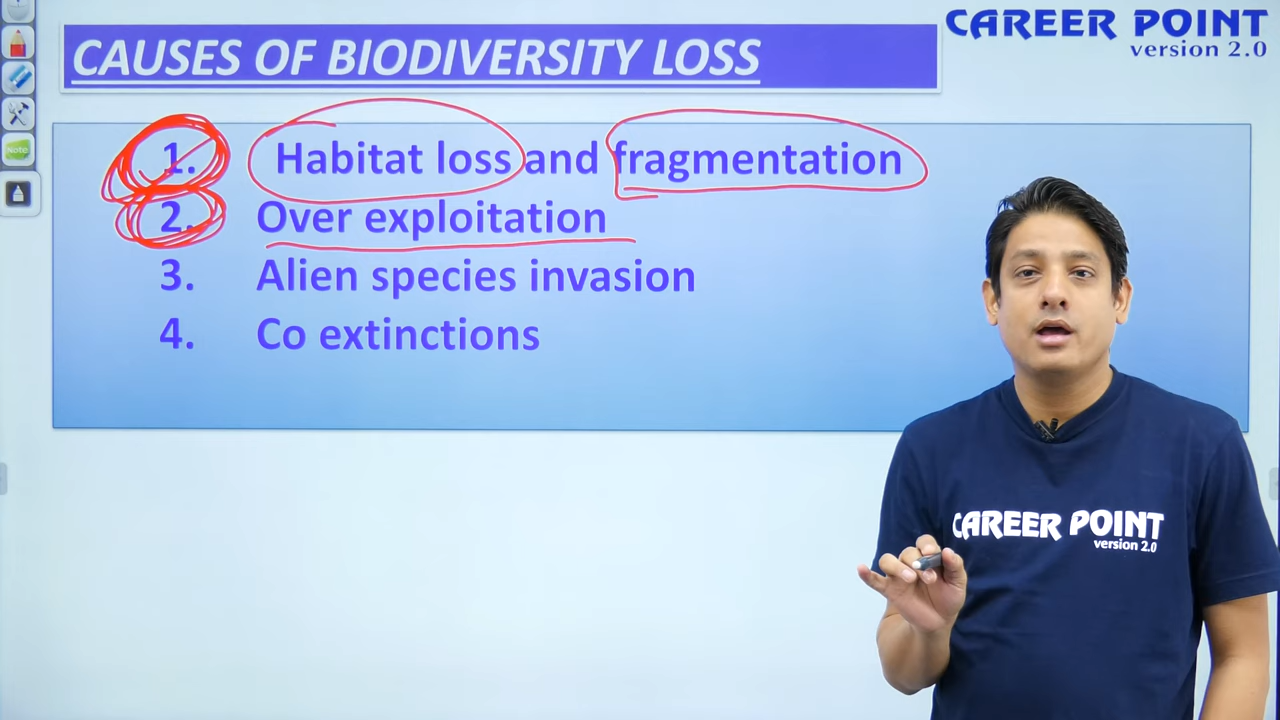 CAREER POINT
version 2.0
CAUSES OF BIODIVERSITY LOSS
1. Habitat loss and fragmentation
2. Over exploitation
3. Alien species invasion
4. Co extinctions
Note
CAREER POINT
version 2.0